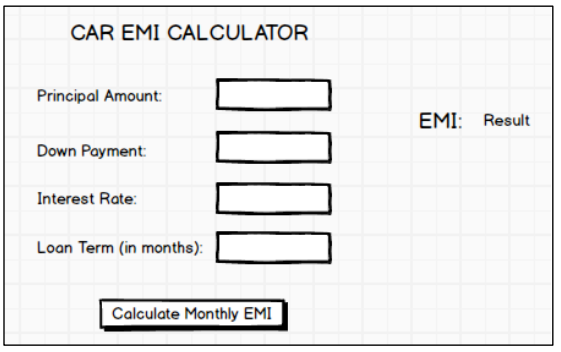 CAR EMI CALCULATOR
Principal Amount:
EMI: Result
Down Payment:
Interest Rate:
Loan Term (in months):
Calculate Monthly EMI